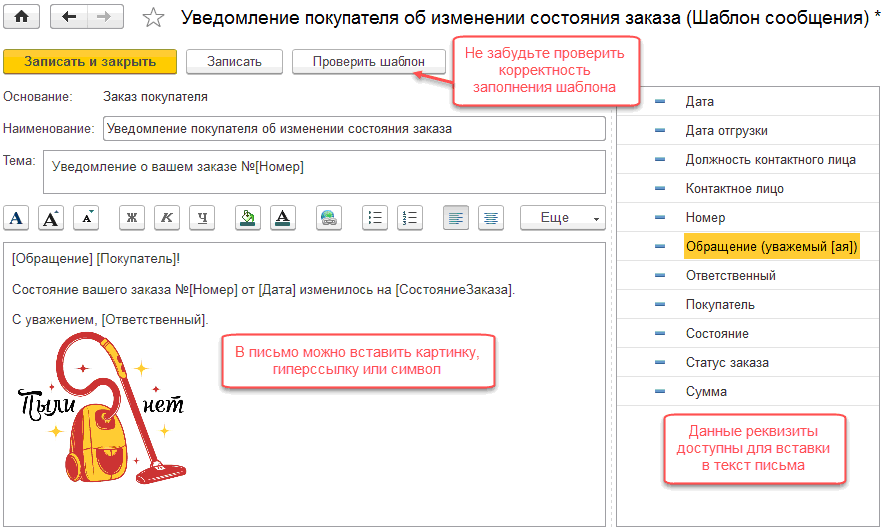 Уведомление покупателя об изменении состояния заказа (Шаблон сообщения) *
Записать и закрыть
Записать
Проверить шаблон
Не забудьте проверить
корректность
заполнения шаблона
Основание: Заказ покупателя
Наименование: Уведомление покупателя об изменении состояния заказа
Тема: Уведомление о вашем заказе №[Номер]
А А А Ж К Ч А Еще
[Обращение] [Покупатель]!
Состояние вашего заказа №[Номер] от [Дата] изменилось на [СостояниеЗаказа].
С уважением, [Ответственный].
Пыли нет
В письмо можно вставить картинку,
гиперссылку или символ
Дата
Дата отгрузки
Должность контактного лица
Контактное лицо
Номер
Обращение (уважемый [ая])
Ответственный
Покупатель
Состояние
Статус заказа
Сумма
Данные реквизиты
доступны для вставки
в текст письма